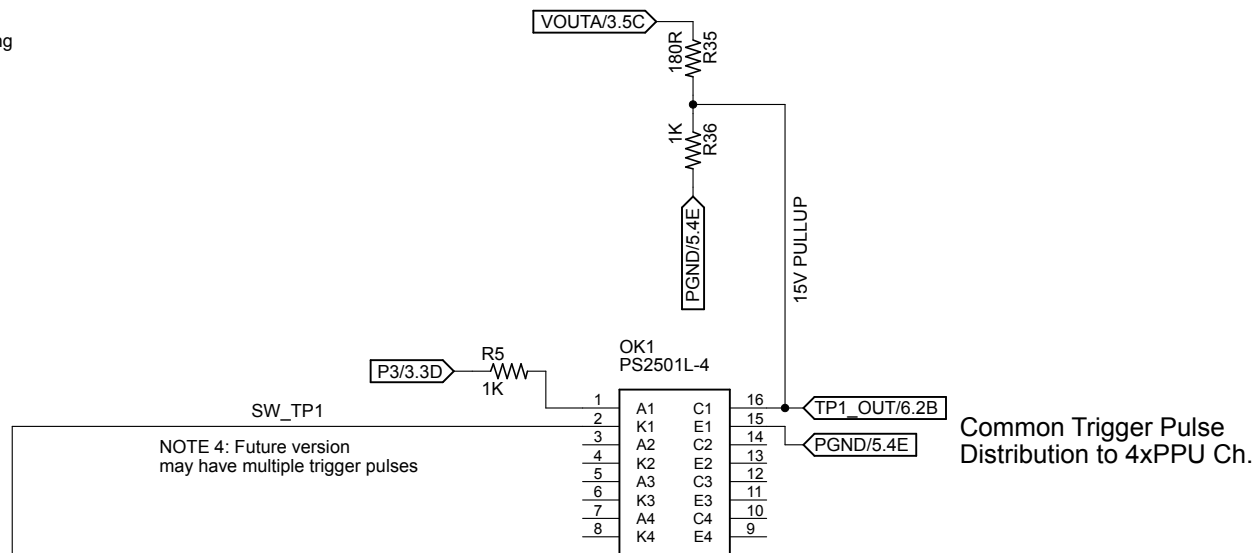 ng
VOUTA/3.5C
180R
R35
1K
R36
PGND/5.4E
15V PULLUP
OK1
PS2501L-4
P3/3.3D
R5
1K
SW_TP1
NOTE 4: Future version
may have multiple trigger pulses
1 A1 C1 16
2 K1 E1 15
3 A2 C2 14
4 K2 E2 13
5 A3 C3 12
6 K3 E3 11
7 A4 C4 10
8 K4 E4 9
TP1_OUT/6.2B
PGND/5.4E
Common Trigger Pulse
Distribution to 4xPPU Ch.